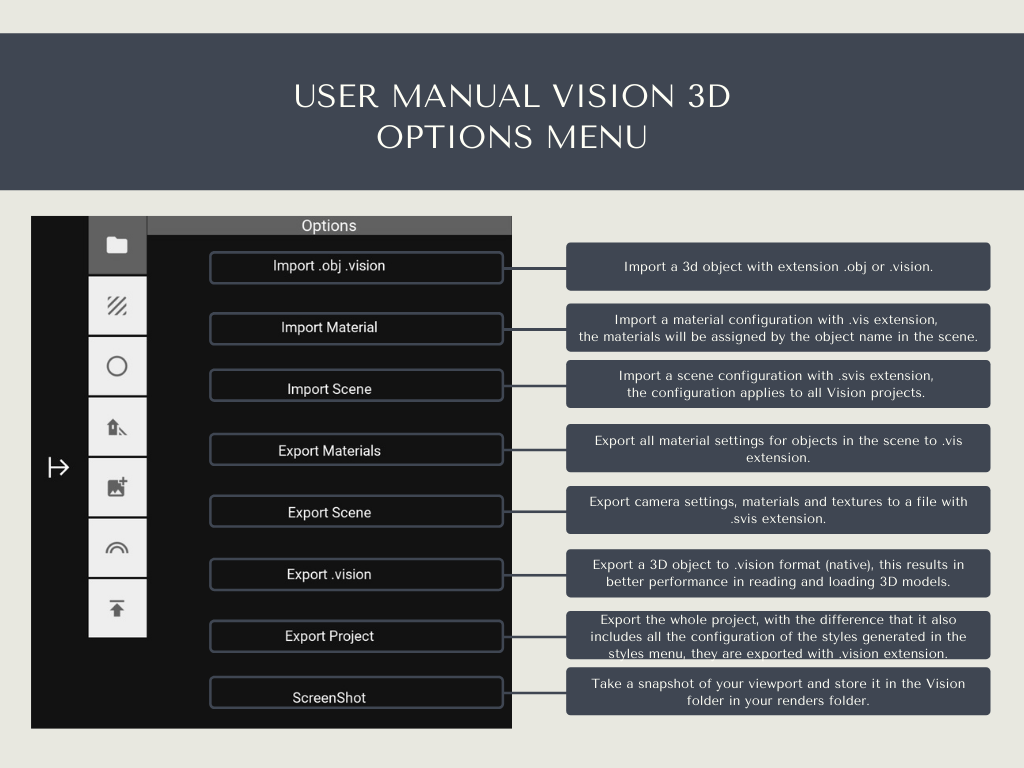 USER MANUAL VISION 3D
OPTIONS MENU
Options
Import .obj .vision
Import a 3d object with extension .obj or .vision.
Import Material
Import a material configuration with .vis extension,
the materials will be assigned by the object name in the scene.
Import Scene
Import a scene configuration with .svis extension,
the configuration applies to all Vision projects.
Export Materials
Export all material settings for objects in the scene to .vis
extension.
Export Scene
Export camera settings, materials and textures to a file with
.svis extension.
Export .vision
Export a 3D object to .vision format (native), this results in
better performance in reading and loading 3D models.
Export Project
Export the whole project, with the difference that it also
includes all the configuration of the styles generated in the
styles menu, they are exported with .vision extension.
ScreenShot
Take a snapshot of your viewport and store it in the Vision
folder in your renders folder.